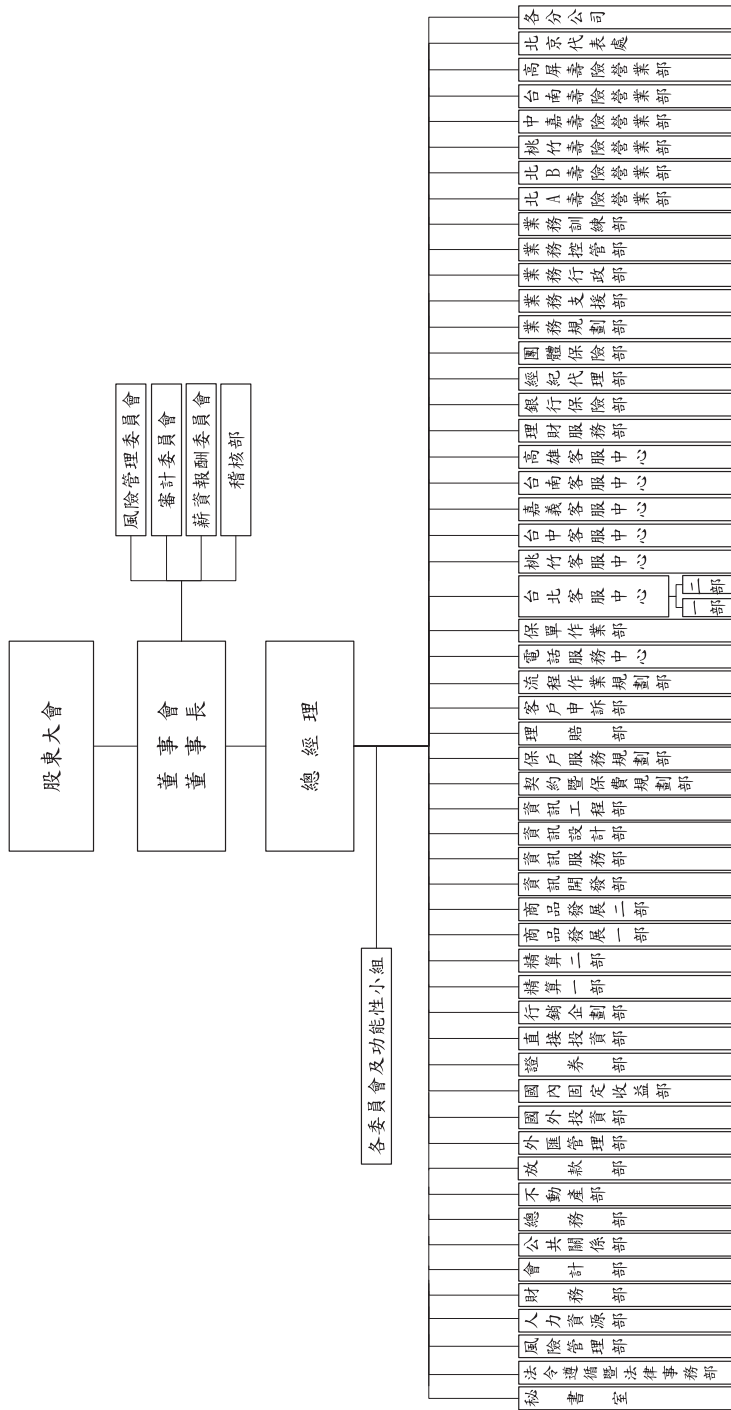 股東大會
董事會
董事長
風險管理委員會
審計委員會
薪資報酬委員會
稽核部
總經理
各委員會及功能性小組
秘書室
法令遵循暨法律事務部
風險管理部
人力資源部
財務部
會計部
公共關係部
總務部
不動產部
放款部
外匯管理部
國外投資部
國內固定收益部
證券部
直接投資部
行銷企劃部
精算一部
精算二部
商品發展一部
商品發展二部
資訊開發部
資訊服務部
資訊設計部
資訊工程部
契約暨保費規劃部
保戶服務規劃部
理賠部
客戶申訴部
流程作業規劃部
電話服務中心
保單作業部
台北客服中心
一部
二部
桃竹客服中心
台中客服中心
嘉義客服中心
台南客服中心
高雄客服中心
理財服務部
銀行保險部
經紀代理部
團體保險部
業務規劃部
業務支援部
業務行政部
業務控管部
業務訓練部
北A壽險營業部
北B壽險營業部
桃竹壽險營業部
中嘉壽險營業部
台南壽險營業部
高屏壽險營業部
北京代表處
各分公司